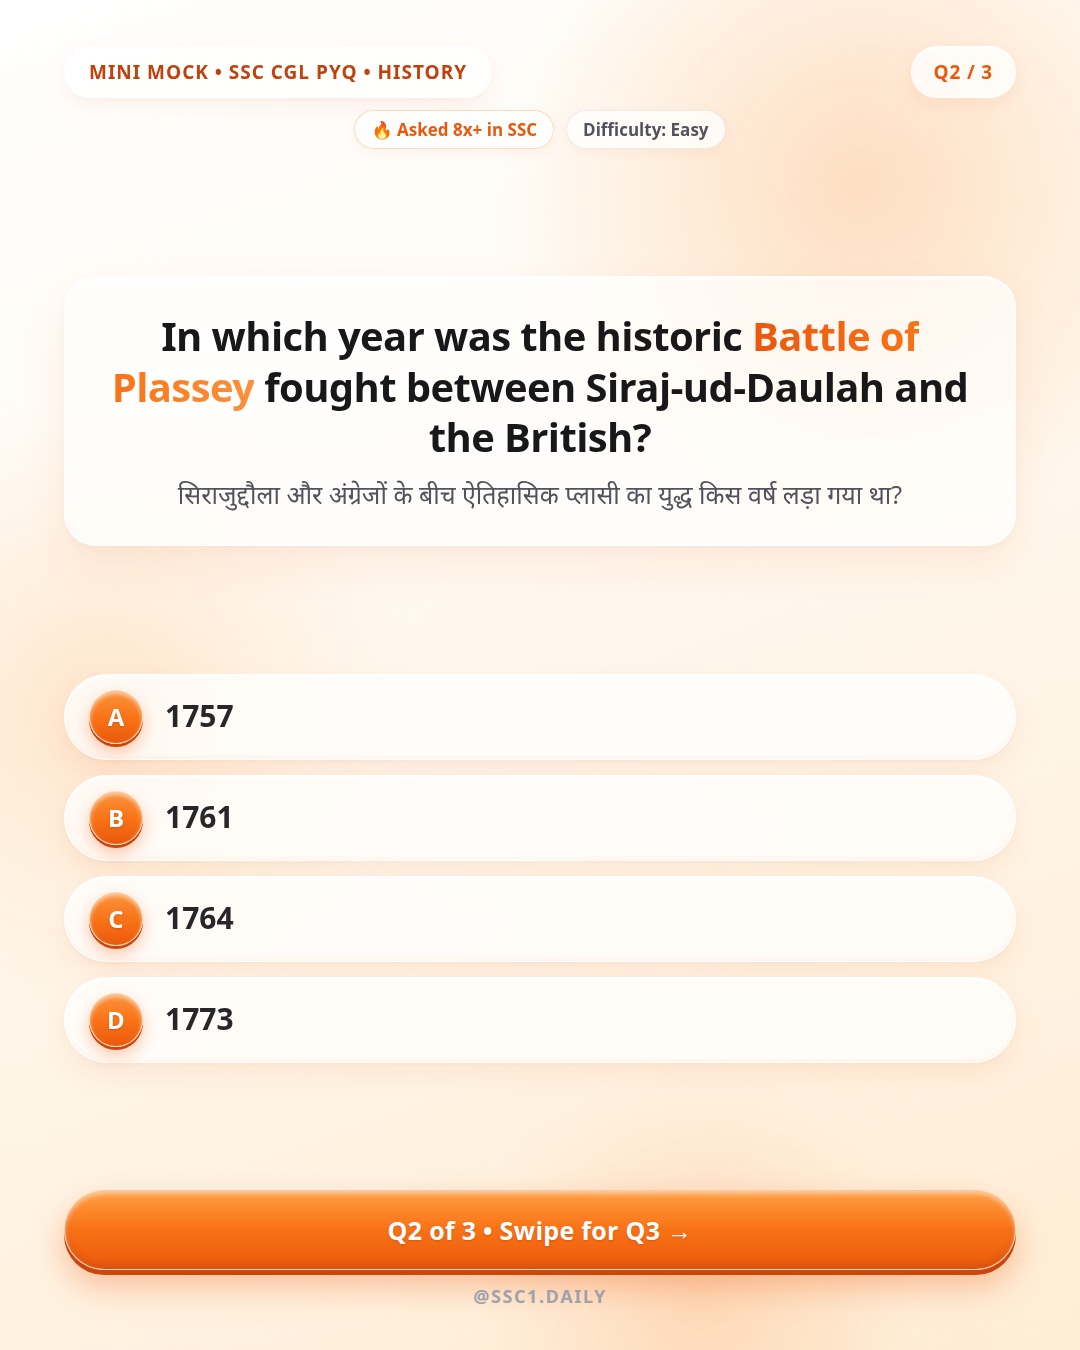 MINI MOCK • SSC CGL PYQ • HISTORY
Q2 / 3
🔥 Asked 8x+ in SSC
Difficulty: Easy
In which year was the historic Battle of
Plassey fought between Siraj-ud-Daulah and
the British?
सिराजुद्दौला और अंग्रेजों के बीच ऐतिहासिक प्लासी का युद्ध किस वर्ष लड़ा गया था?
A 1757
B 1761
C 1764
D 1773
Q2 of 3 • Swipe for Q3 →
@SSC1.DAILY